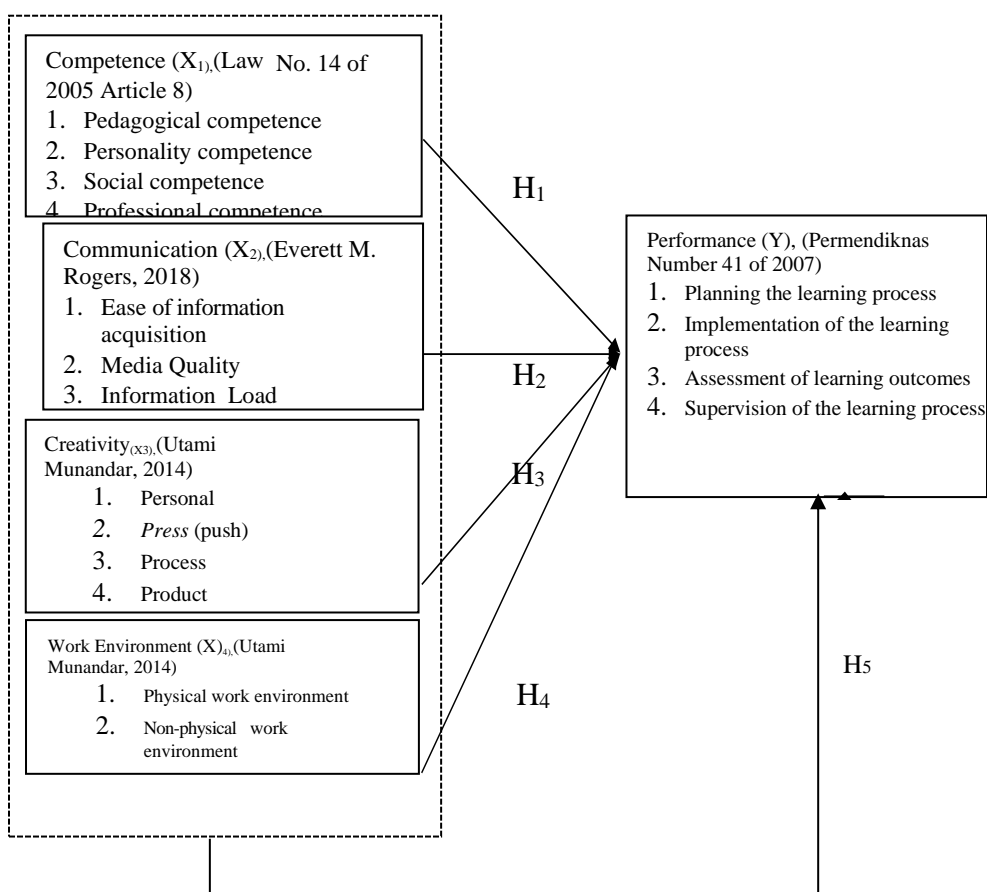 Competence (X1),(Law No. 14 of
2005 Article 8)
1. Pedagogical competence
2. Personality competence
3. Social competence
4. Professional competence
Communication (X2),(Everett M.
Rogers, 2018)
1. Ease of information
acquisition
2. Media Quality
3. Information Load
Creativity(X3),(Utami
Munandar, 2014)
1. Personal
2. Press (push)
3. Process
4. Product
Work Environment (X)4),(Utami
Munandar, 2014)
1. Physical work environment
2. Non-physical work
environment
H1
H2
H3
H4
Performance (Y), (Permendiknas
Number 41 of 2007)
1. Planning the learning process
2. Implementation of the learning
process
3. Assessment of learning outcomes
4. Supervision of the learning process
H5